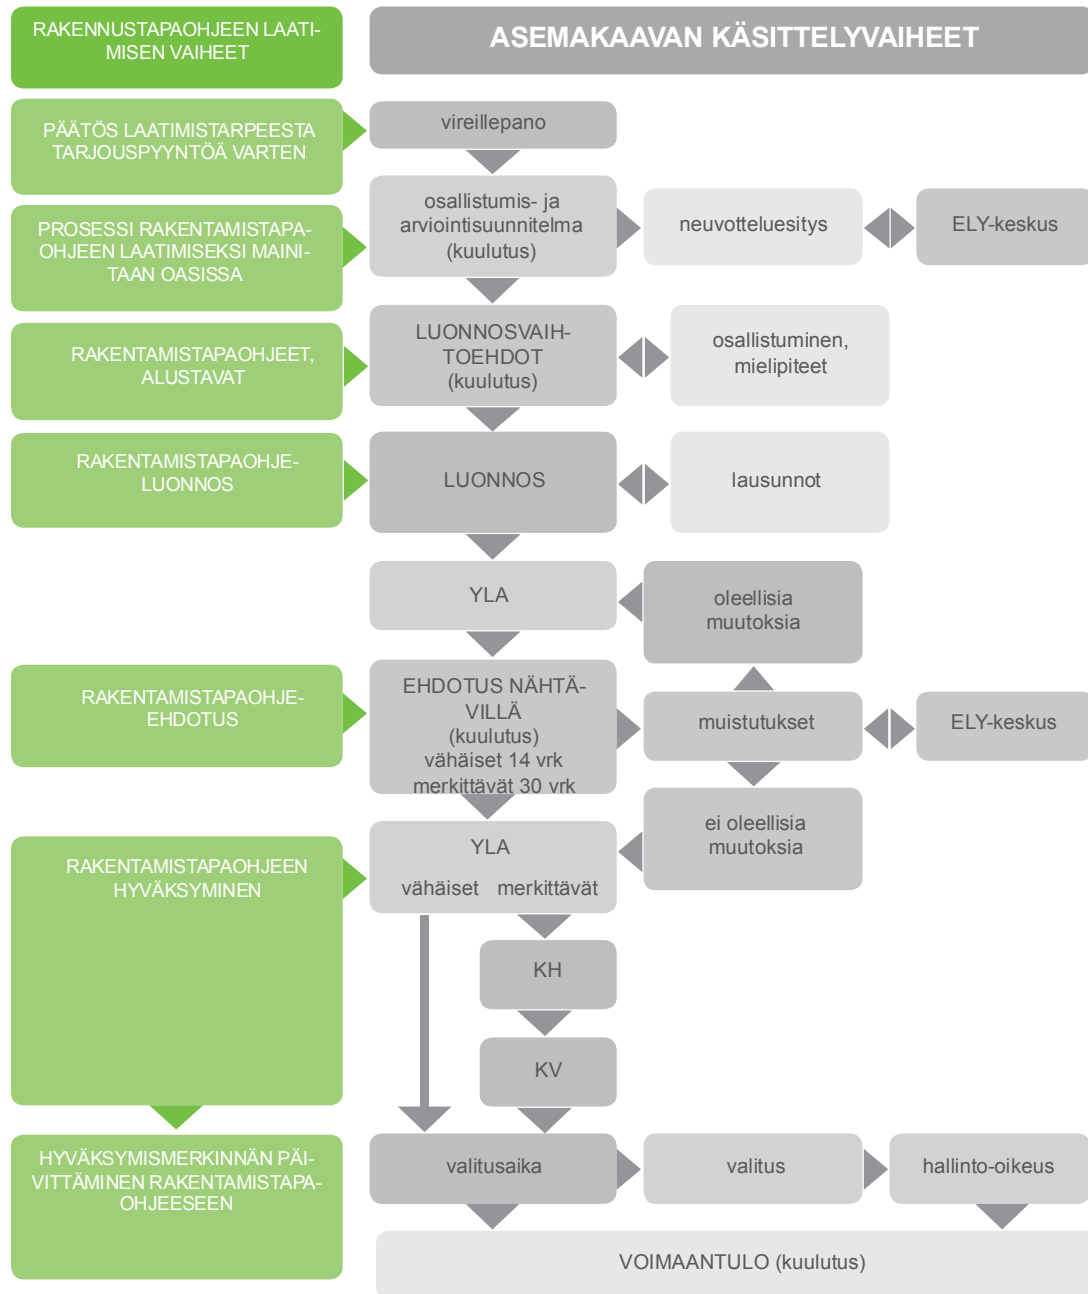 RAKENNUSTAPAOHJEEN LAATI-
MISEN VAIHEET
ASEMAKAAVAN KÄSITTELYVAIHEET
PÄÄTÖS LAATIMISTARPEESTA
TARJOUSPYYNTÖÄ VARTEN
vireillepano
PROSESSI RAKENTAMISTAPA-
OHJEEN LAATIMISEKSI MAINI-
TAAN OASISSA
osallistumis- ja
arviointisuunnitelma
(kuulutus)
neuvotteluesitys
ELY-keskus
RAKENTAMISTAPAOHJEET,
ALUSTAVAT
LUONNOSVAIH-
TOEHDOT
(kuulutus)
osallistuminen,
mielipiteet
RAKENTAMISTAPAOHJE-
LUONNOS
LUONNOS
lausunnot
YLA
oleellisia
muutoksia
RAKENTAMISTAPAOHJE-
EHDOTUS
EHDOTUS NÄHTÄ-
VILLÄ
(kuulutus)
vähäiset 14 vrk
merkittävät 30 vrk
muistutukset
ELY-keskus
ei oleellisia
muutoksia
RAKENTAMISTAPAOHJEEN
HYVÄKSYMINEN
YLA
vähäiset merkittävät
KH
KV
HYVÄKSYMISMERKINNÄN PÄI-
VITTÄMINEN RAKENTAMISTAPA-
OHJEESEEN
valitusaika
valitus
hallinto-oikeus
VOIMAANTULO (kuulutus)